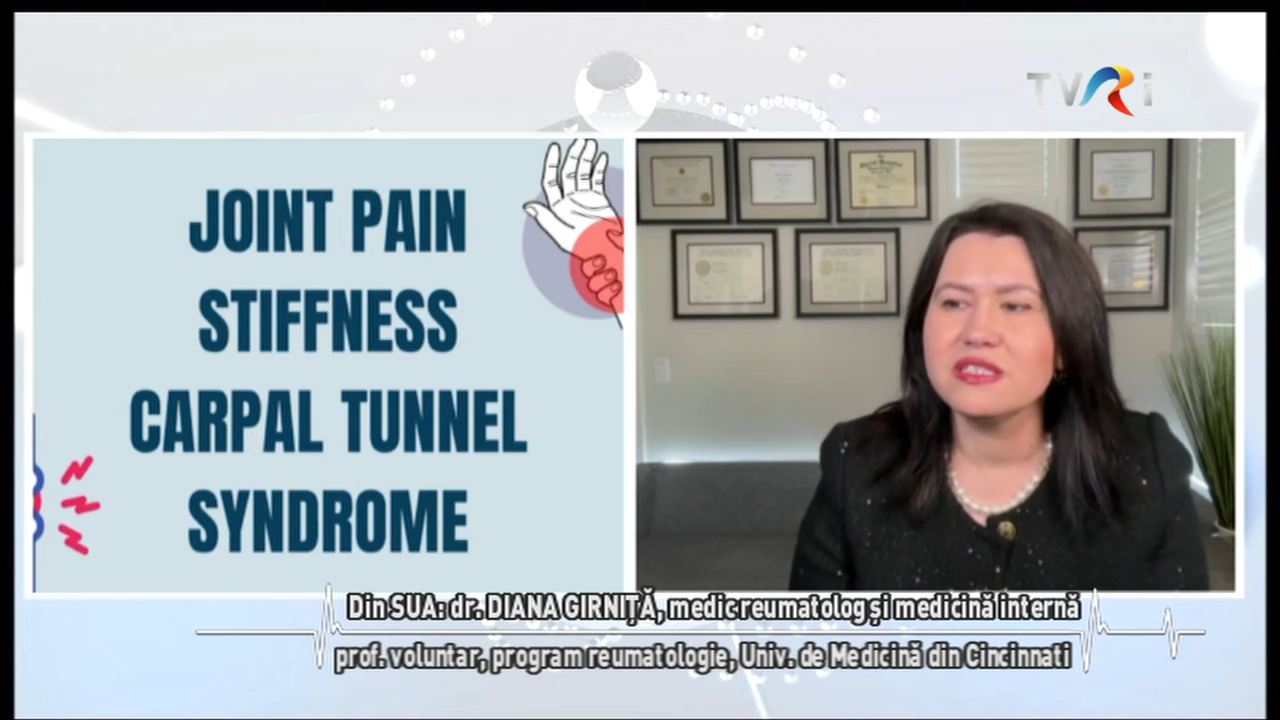 TVRi
JOINT PAIN
STIFFNESS
CARPAL TUNNEL
SYNDROME
Din SUA: dr. DIANA GIRNIȚĂ, medic reumatolog și medicină internă
prof. voluntar, program reumatologie, Univ. de Medicină din Cincinnati